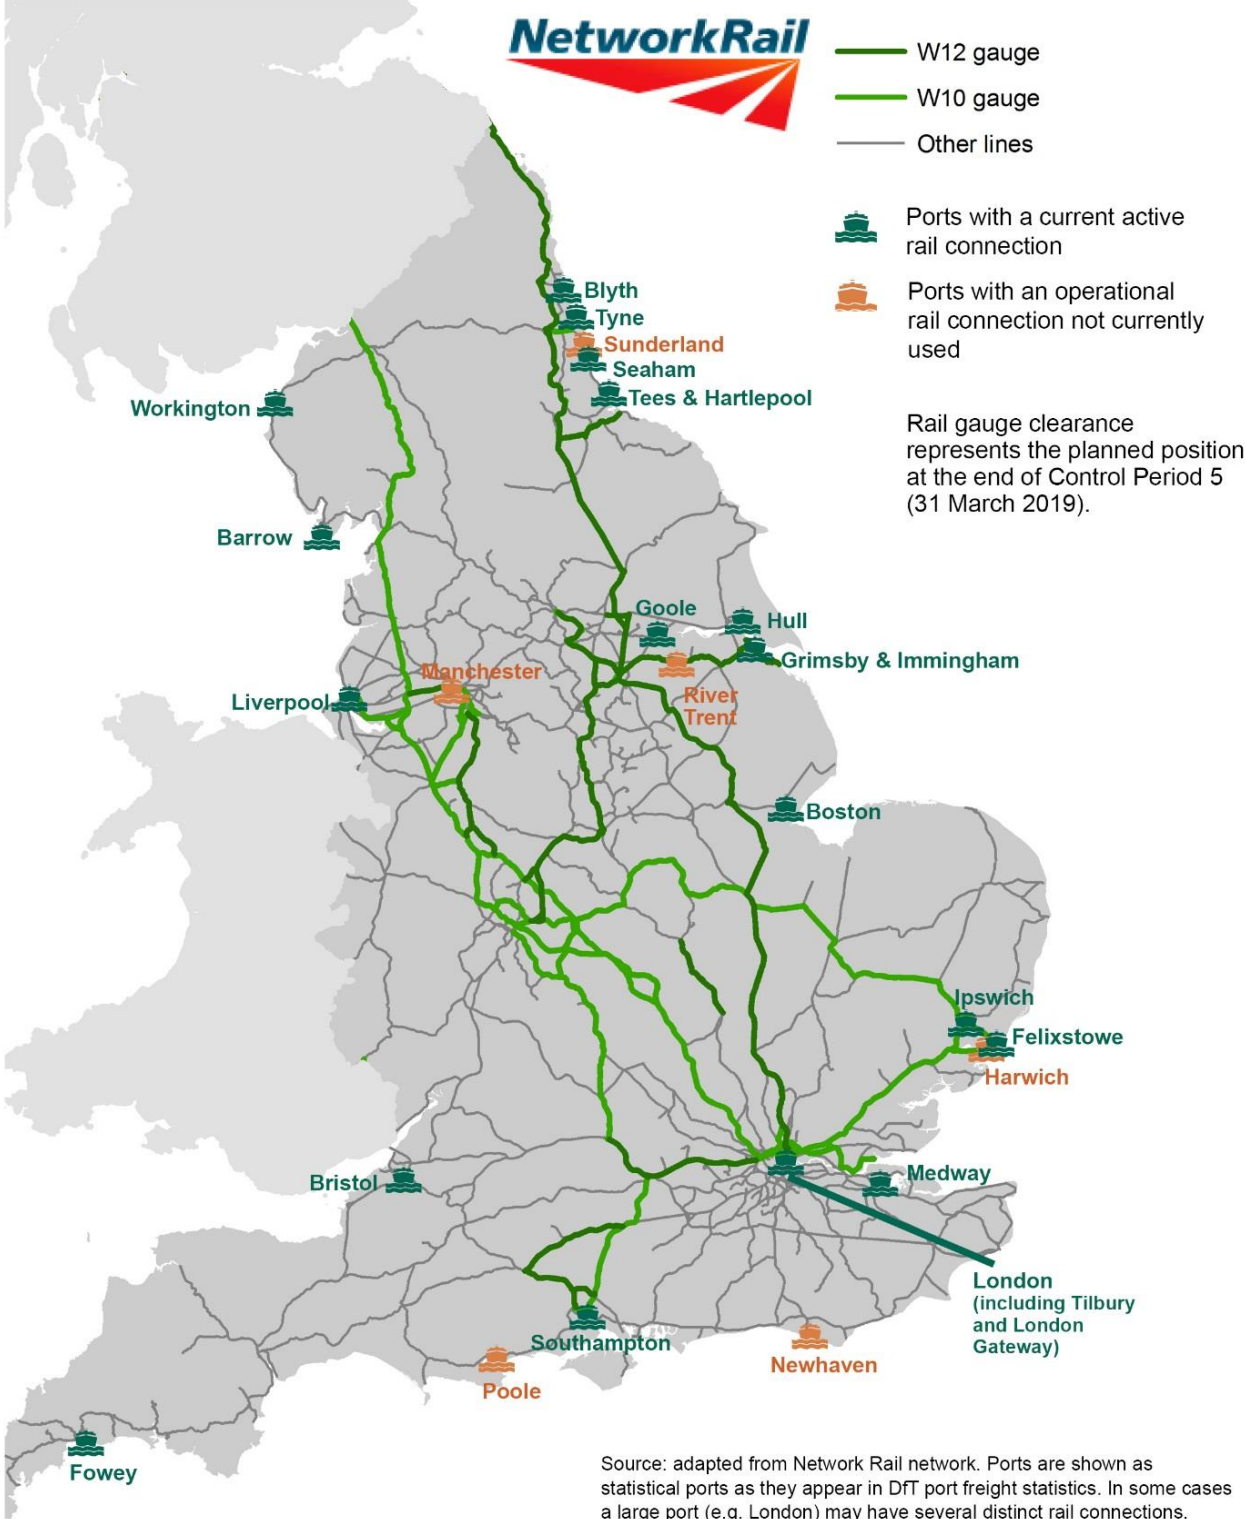 NetworkRail
W12 gauge
W10 gauge
Other lines
Ports with a current active
rail connection
Ports with an operational
rail connection not currently
used
Rail gauge clearance
represents the planned position
at the end of Control Period 5
(31 March 2019).
Blyth
Tyne
Sunderland
Seaham
Tees & Hartlepool
Workington
Barrow
Goole
Hull
Grimsby & Immingham
Manchester
River
Trent
Liverpool
Boston
Ipswich
Felixstowe
Harwich
Bristol
Medway
London
(including Tilbury
and London
Gateway)
Southampton
Newhaven
Poole
Fowey
Source: adapted from Network Rail network. Ports are shown as
statistical ports as they appear in DfT port freight statistics. In some cases
a large port (e.g. London) may have several distinct rail connections.